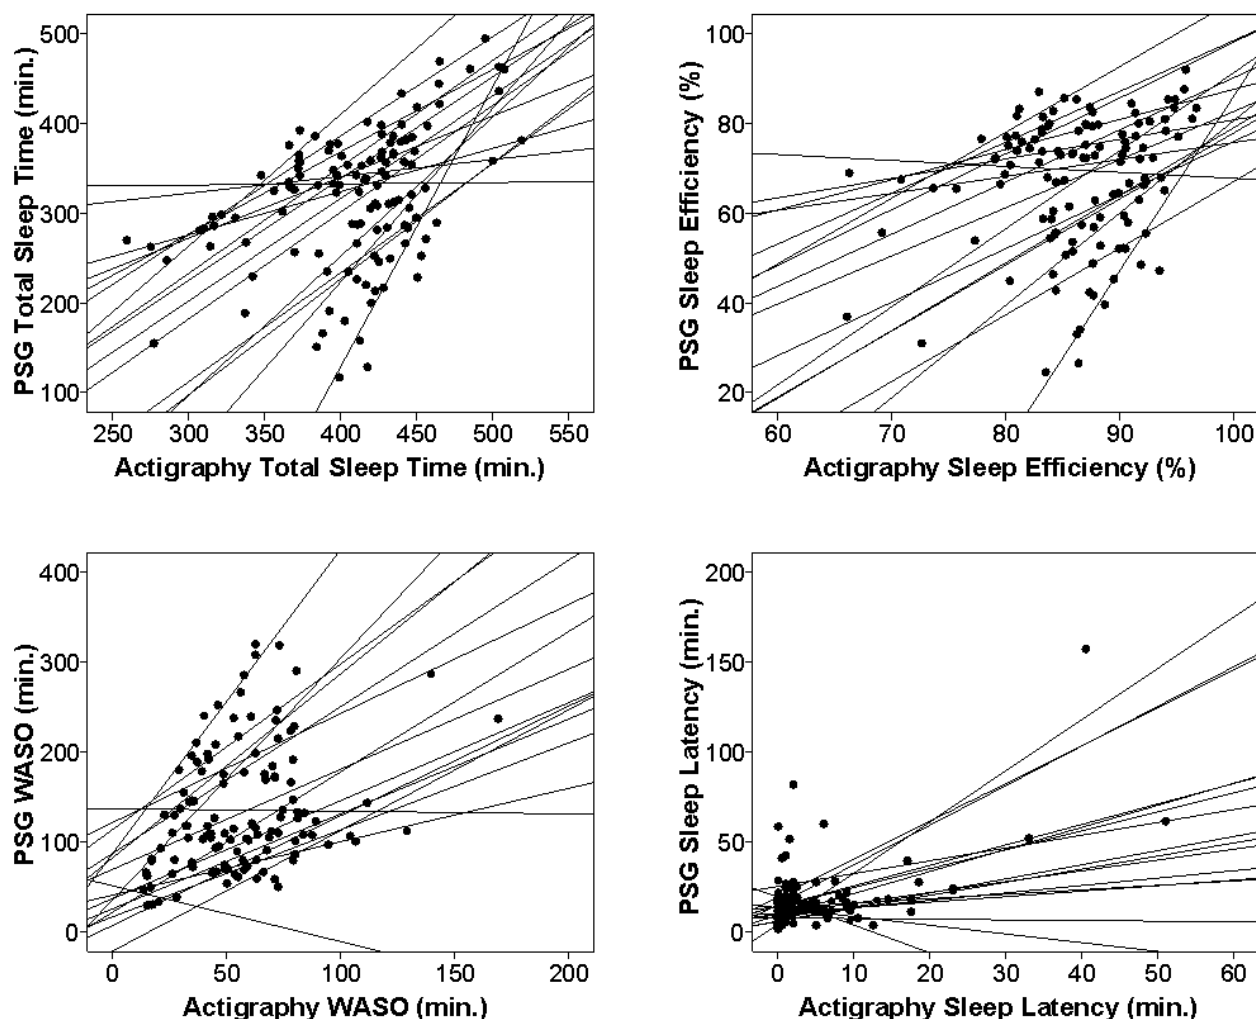 PSG Total Sleep Time (min.)
500
400
300
200
100
250 300 350 400 450 500 550
Actigraphy Total Sleep Time (min.)
PSG Sleep Efficiency (%)
100
80
60
40
20
60 70 80 90 100
Actigraphy Sleep Efficiency (%)
PSG WASO (min.)
400
300
200
100
0
0 50 100 150 200
Actigraphy WASO (min.)
PSG Sleep Latency (min.)
200
150
100
50
0
0 10 20 30 40 50 60
Actigraphy Sleep Latency (min.)